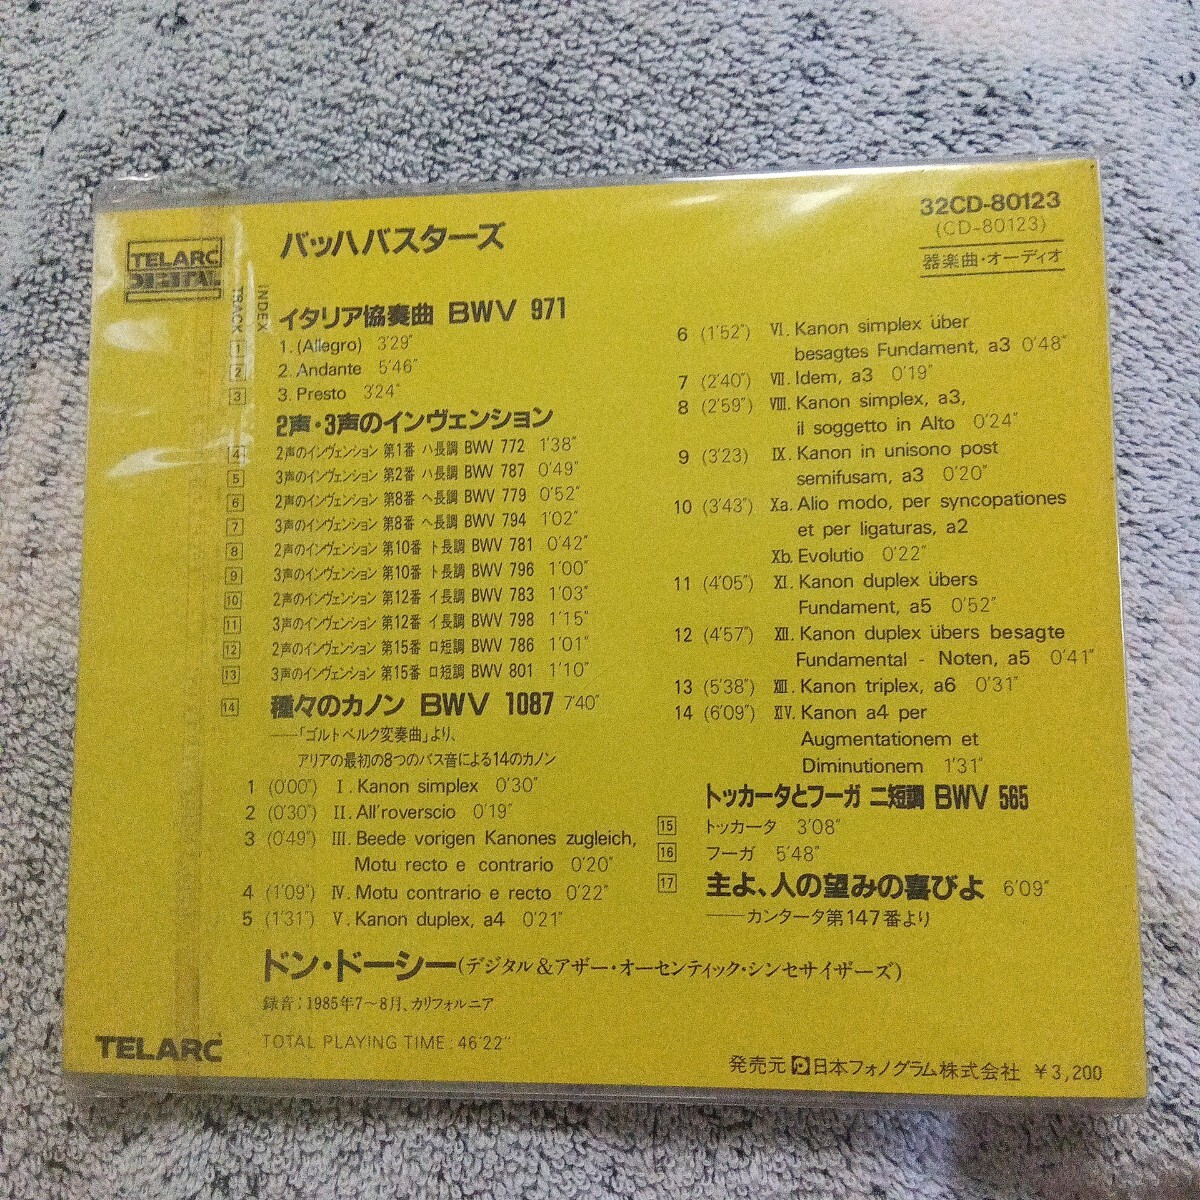 TELARC
DIGITAL
TRACK
INDEX
バッハバスターズ
32CD-80123
(CD-80123)
器楽曲・オーディオ
イタリア協奏曲 BWV 971
1 1. (Allegro) 3'29"
2 2. Andante 5'46"
3 3. Presto 3'24"
2声・3声のインヴェンション
4 2声のインヴェンション 第1番 ハ長調 BWV 772 1'38"
5 3声のインヴェンション 第2番 ハ長調 BWV 787 0'49"
6 2声のインヴェンション 第8番 ヘ長調 BWV 779 0'52"
7 3声のインヴェンション 第8番 ヘ長調 BWV 794 1'02"
8 2声のインヴェンション 第10番 ト長調 BWV 781 0'42"
9 3声のインヴェンション 第10番 ト長調 BWV 796 1'00"
10 2声のインヴェンション 第12番 イ長調 BWV 783 1'03"
11 3声のインヴェンション 第12番 イ長調 BWV 798 1'15"
12 2声のインヴェンション 第15番 ロ短調 BWV 786 1'01"
13 3声のインヴェンション 第15番 ロ短調 BWV 801 1'10"
14 種々のカノン BWV 1087 7'40"
——「ゴルトベルク変奏曲」より、
アリアの最初の8つのバス音による14のカノン
1 (0'00") I. Kanon simplex 0'30"
2 (0'30") II. All'roverscio 0'19"
3 (0'49") III. Beede vorigen Kanones zugleich,
Motu recto e contrario 0'20"
4 (1'09") IV. Motu contrario e recto 0'22"
5 (1'31") V. Kanon duplex, a4 0'21"
6 (1'52") VI. Kanon simplex über
besagtes Fundament, a3 0'48"
7 (2'40") VII. Idem, a3 0'19"
8 (2'59") VIII. Kanon simplex, a3,
il soggetto in Alto 0'24"
9 (3'23) IX. Kanon in unisono post
semifusam, a3 0'20"
10 (3'43") Xa. Alio modo, per syncopationes
et per ligaturas, a2
Xb. Evolutio 0'22"
11 (4'05") XI. Kanon duplex übers
Fundament, a5 0'52"
12 (4'57") XII. Kanon duplex übers besagte
Fundamental - Noten, a5 0'41"
13 (5'38") XIII. Kanon triplex, a6 0'31"
14 (6'09") XIV. Kanon a4 per
Augmentationem et
Diminutionem 1'31"
トッカータとフーガ ニ短調 BWV 565
15 トッカータ 3'08"
16 フーガ 5'48"
17 主よ、人の望みの喜びよ 6'09"
——カンタータ第147番より
ドン・ドーシー(デジタル&アザー・オーセンティック・シンセサイザーズ)
録音：1985年7〜8月、カリフォルニア
TOTAL PLAYING TIME : 46'22"
TELARC
発売元 日本フォノグラム株式会社 ¥3,200